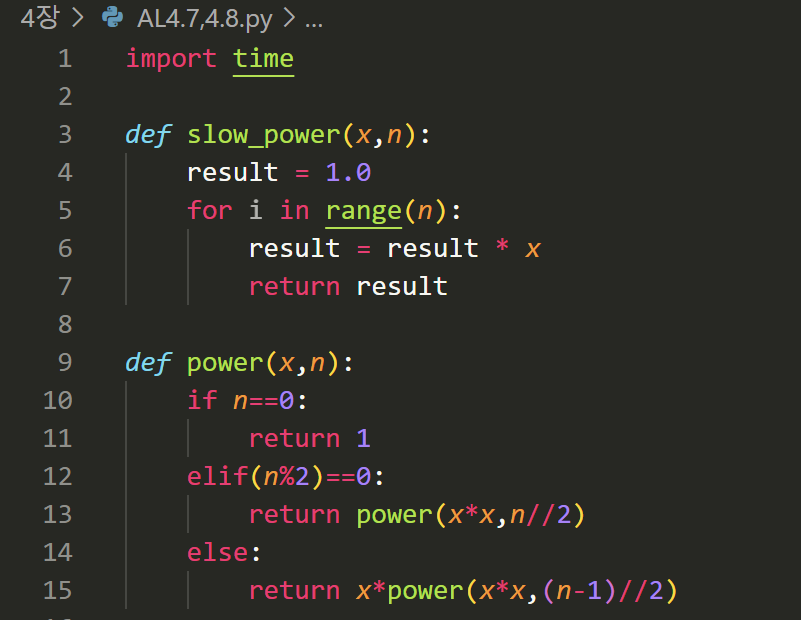 4장 > AL4.7,4.8.py > ...
1 import time
2
3 def slow_power(x,n):
4     result = 1.0
5     for i in range(n):
6         result = result * x
7         return result
8
9 def power(x,n):
10     if n==0:
11         return 1
12     elif(n%2)==0:
13         return power(x*x,n//2)
14     else:
15         return x*power(x*x,(n-1)//2)